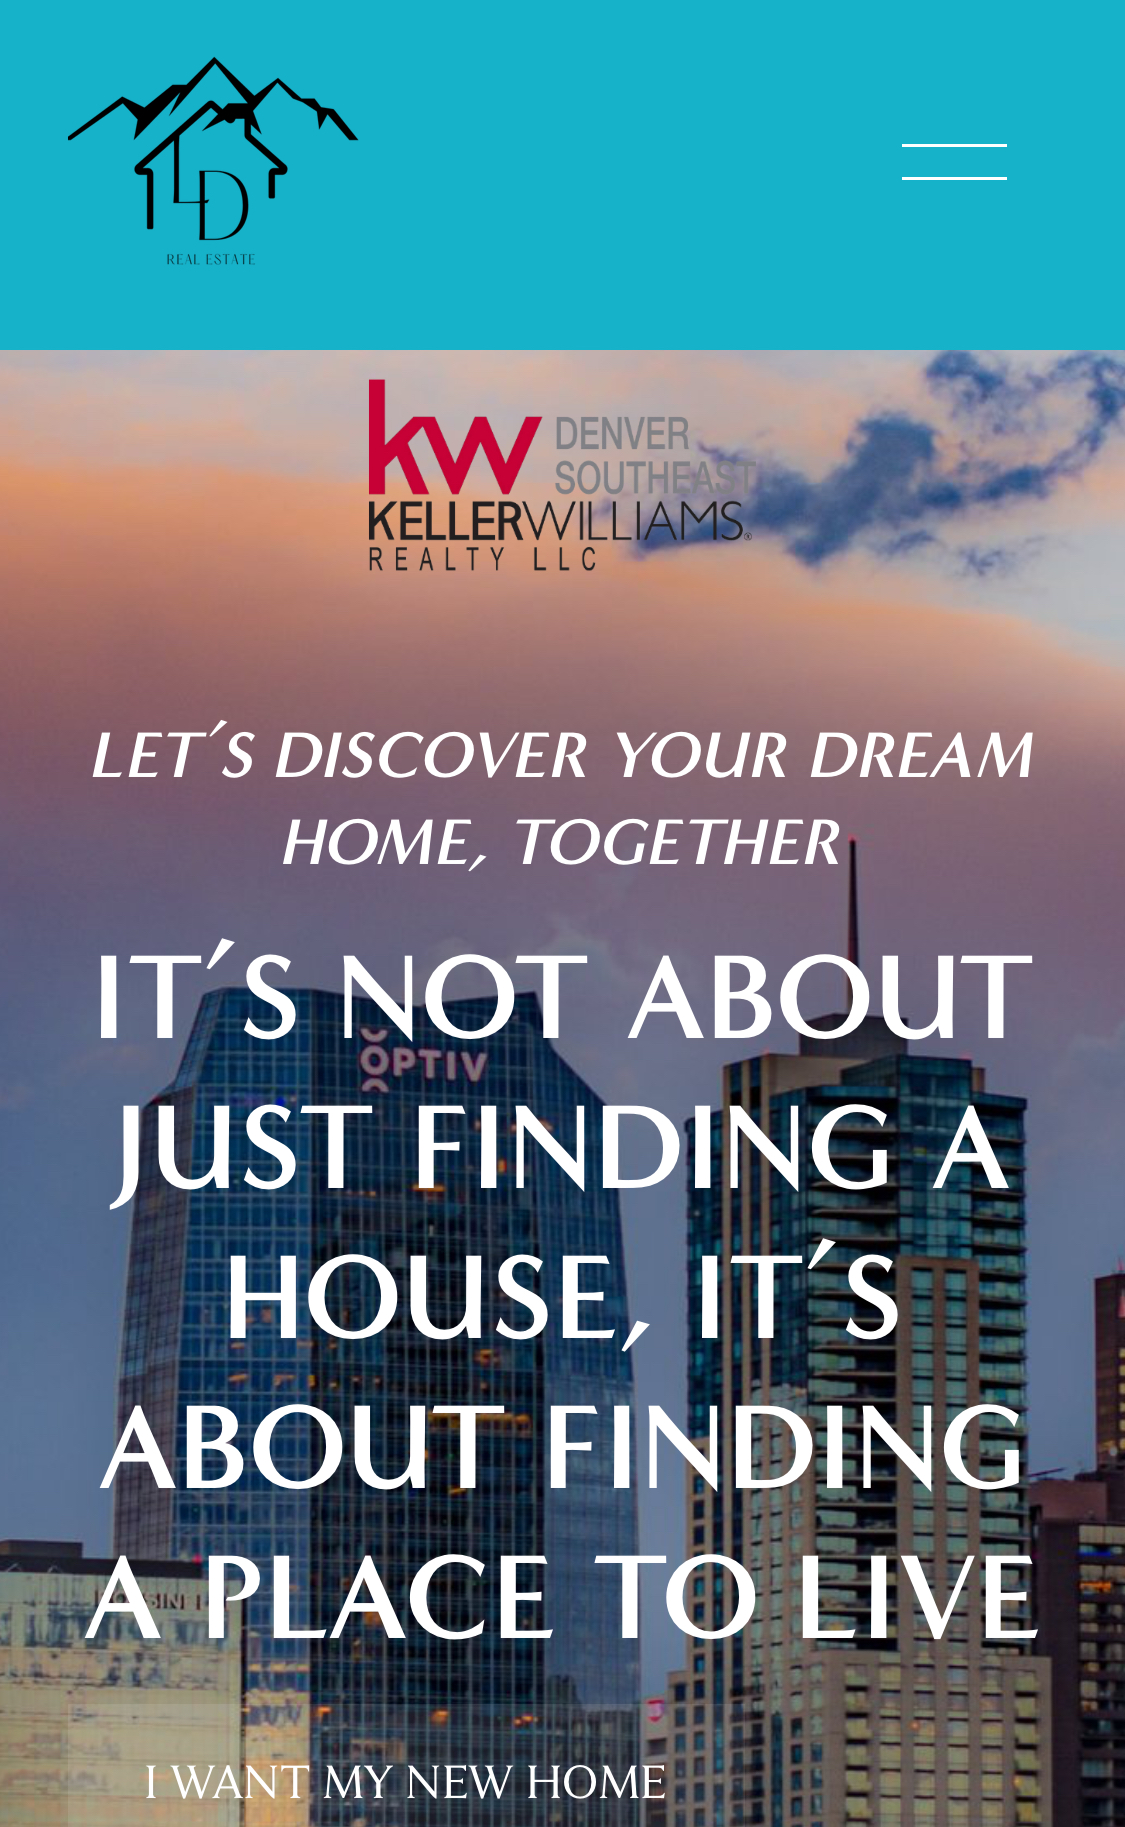 LD
REAL ESTATE
kw DENVER
SOUTHEAST
KELLERWILLIAMS®
REALTY LLC
LET'S DISCOVER YOUR DREAM
HOME, TOGETHER
IT'S NOT ABOUT
OPTIV
JUST FINDING A
HOUSE, IT'S
ABOUT FINDING
A PLACE TO LIVE
I WANT MY NEW HOME